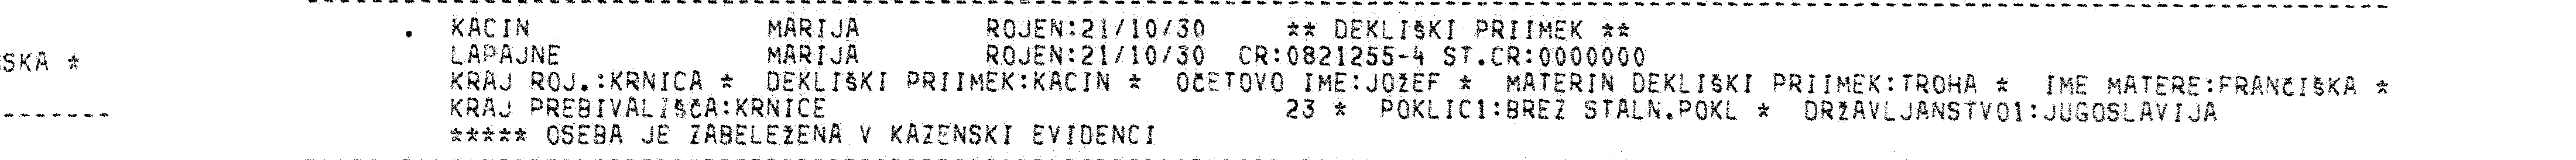 . KACIN MARIJA ROJEN:21/10/30 ** DEKLIŠKI PRIIMEK **
LAPAJNE MARIJA ROJEN:21/10/30 CR:0821255-4 ST.CR:0000000
SKA *
KRAJ ROJ.:KRNICA * DEKLIŠKI PRIIMEK:KACIN * OČETOVO IME:JOŽEF * MATERIN DEKLIŠKI PRIIMEK:TROHA * IME MATERE:FRANČIŠKA *
KRAJ PREBIVALIŠČA:KRNICE 23 * POKLIC1:BREZ STALN.POKL * DRŽAVLJANSTVO1:JUGOSLAVIJA
***** OSEBA JE ZABELEŽENA V KAZENSKI EVIDENCI